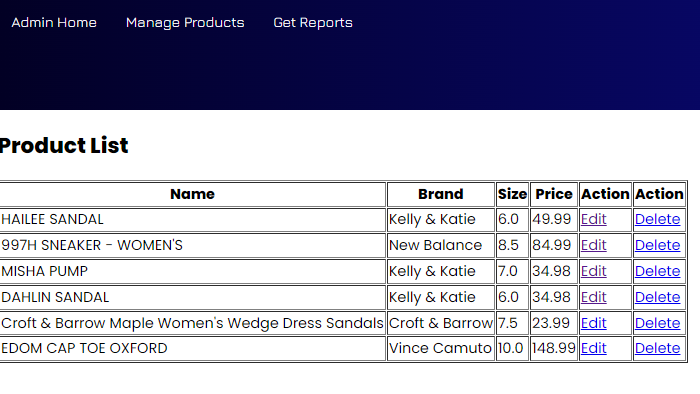 Admin Home Manage Products Get Reports
Product List
Name Brand Size Price Action Action
HAILEE SANDAL Kelly & Katie 6.0 49.99 Edit Delete
997H SNEAKER - WOMEN'S New Balance 8.5 84.99 Edit Delete
MISHA PUMP Kelly & Katie 7.0 34.98 Edit Delete
DAHLIN SANDAL Kelly & Katie 6.0 34.98 Edit Delete
Croft & Barrow Maple Women's Wedge Dress Sandals Croft & Barrow 7.5 23.99 Edit Delete
EDOM CAP TOE OXFORD Vince Camuto 10.0 148.99 Edit Delete